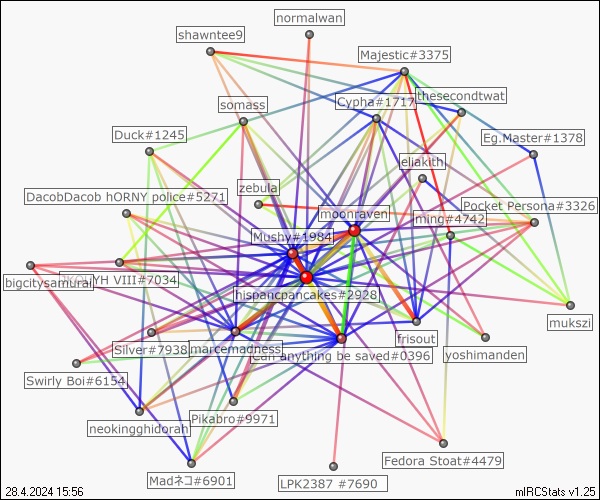 normalwan
shawntee9
Majestic#3375
thesecondtwat
Cypha#1717
somass
Duck#1245
Eg.Master#1378
eliakith
zebula
DacobDacob hORNY police#5271
Pocket Persona#3326
moonraven
ming#4742
Mushy#1984
bigcitysamurai
VIII#7034
hispancpancakes#2928
mukszi
frisout
Silver#7938
marcemadness
Can anything be saved#0396
yoshimanden
Swirly Boi#6154
neokingghidorah
Pikabro#9971
Fedora Stoat#4479
Madネコ#6901
LPK2387 #7690
28.4.2024 15:56
mIRCStats v1.25